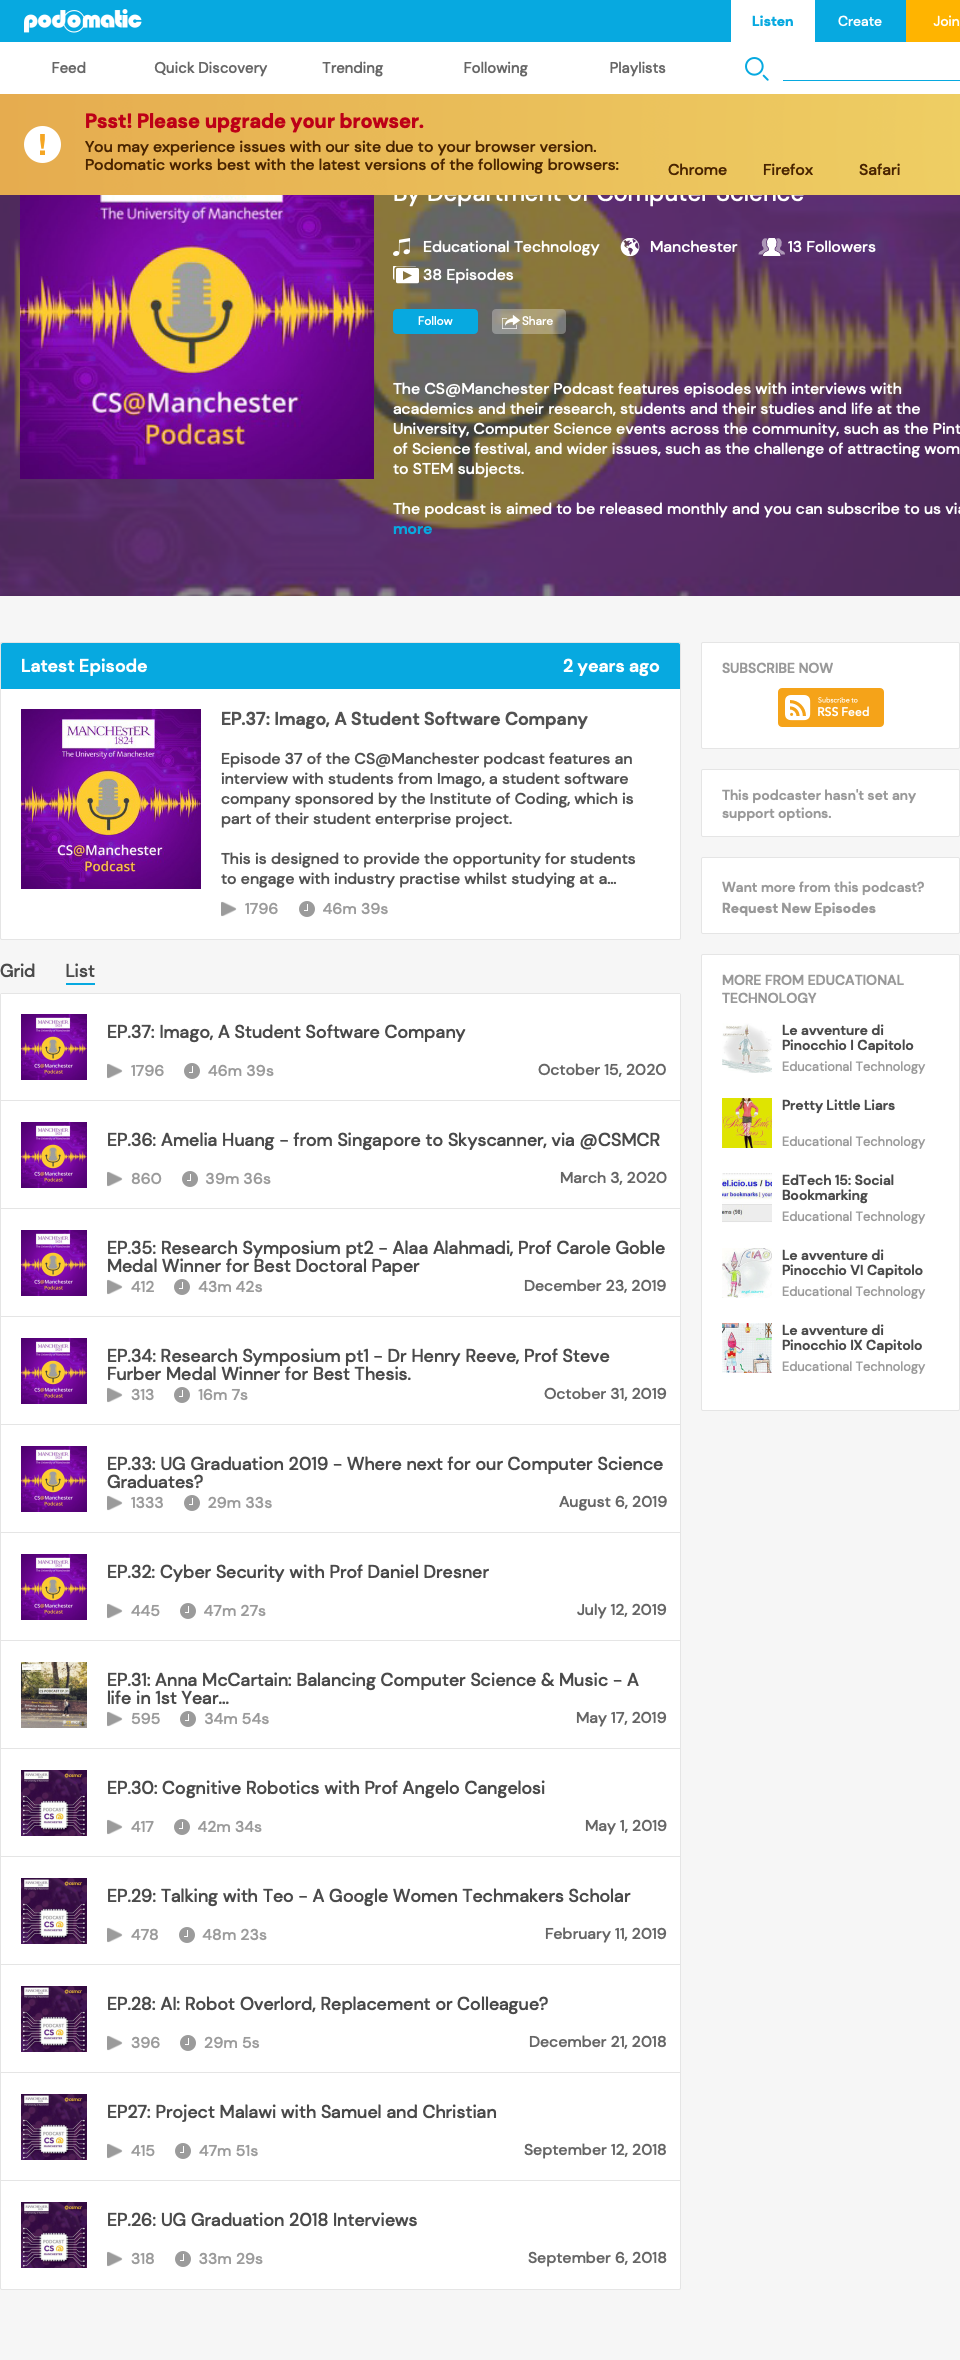 podomatic
Listen
Create
Join
Feed
Quick Discovery
Trending
Following
Playlists
Psst! Please upgrade your browser.
You may experience issues with our site due to your browser version.
Podomatic works best with the latest versions of the following browsers:
Chrome
Firefox
Safari
The University of Manchester
CS@Manchester
Podcast
By Department of Computer Science
Educational Technology
Manchester
13 Followers
38 Episodes
Follow
Share
The CS@Manchester Podcast features episodes with interviews with
academics and their research, students and their studies and life at the
University, Computer Science events across the community, such as the Pint
of Science festival, and wider issues, such as the challenge of attracting wom
to STEM subjects.
The podcast is aimed to be released monthly and you can subscribe to us via
more
Latest Episode
2 years ago
MANCHESTER
1824
The University of Manchester
CS@Manchester
Podcast
EP.37: Imago, A Student Software Company
Episode 37 of the CS@Manchester podcast features an
interview with students from Imago, a student software
company sponsored by the Institute of Coding, which is
part of their student enterprise project.
This is designed to provide the opportunity for students
to engage with industry practise whilst studying at a...
1796
46m 39s
SUBSCRIBE NOW
Subscribe to
RSS Feed
This podcaster hasn't set any
support options.
Want more from this podcast?
Request New Episodes
MORE FROM EDUCATIONAL
TECHNOLOGY
Le avventure di
Pinocchio I Capitolo
Educational Technology
Pretty Little Liars
Educational Technology
EdTech 15: Social
Bookmarking
Educational Technology
Le avventure di
Pinocchio VI Capitolo
Educational Technology
Le avventure di
Pinocchio IX Capitolo
Educational Technology
Grid
List
EP.37: Imago, A Student Software Company
1796
46m 39s
October 15, 2020
EP.36: Amelia Huang - from Singapore to Skyscanner, via @CSMCR
860
39m 36s
March 3, 2020
EP.35: Research Symposium pt2 - Alaa Alahmadi, Prof Carole Goble
Medal Winner for Best Doctoral Paper
412
43m 42s
December 23, 2019
EP.34: Research Symposium pt1 - Dr Henry Reeve, Prof Steve
Furber Medal Winner for Best Thesis.
313
16m 7s
October 31, 2019
EP.33: UG Graduation 2019 - Where next for our Computer Science
Graduates?
1333
29m 33s
August 6, 2019
EP.32: Cyber Security with Prof Daniel Dresner
445
47m 27s
July 12, 2019
EP.31: Anna McCartain: Balancing Computer Science & Music - A
life in 1st Year...
595
34m 54s
May 17, 2019
EP.30: Cognitive Robotics with Prof Angelo Cangelosi
417
42m 34s
May 1, 2019
EP.29: Talking with Teo - A Google Women Techmakers Scholar
478
48m 23s
February 11, 2019
EP.28: AI: Robot Overlord, Replacement or Colleague?
396
29m 5s
December 21, 2018
EP27: Project Malawi with Samuel and Christian
415
47m 51s
September 12, 2018
EP.26: UG Graduation 2018 Interviews
318
33m 29s
September 6, 2018